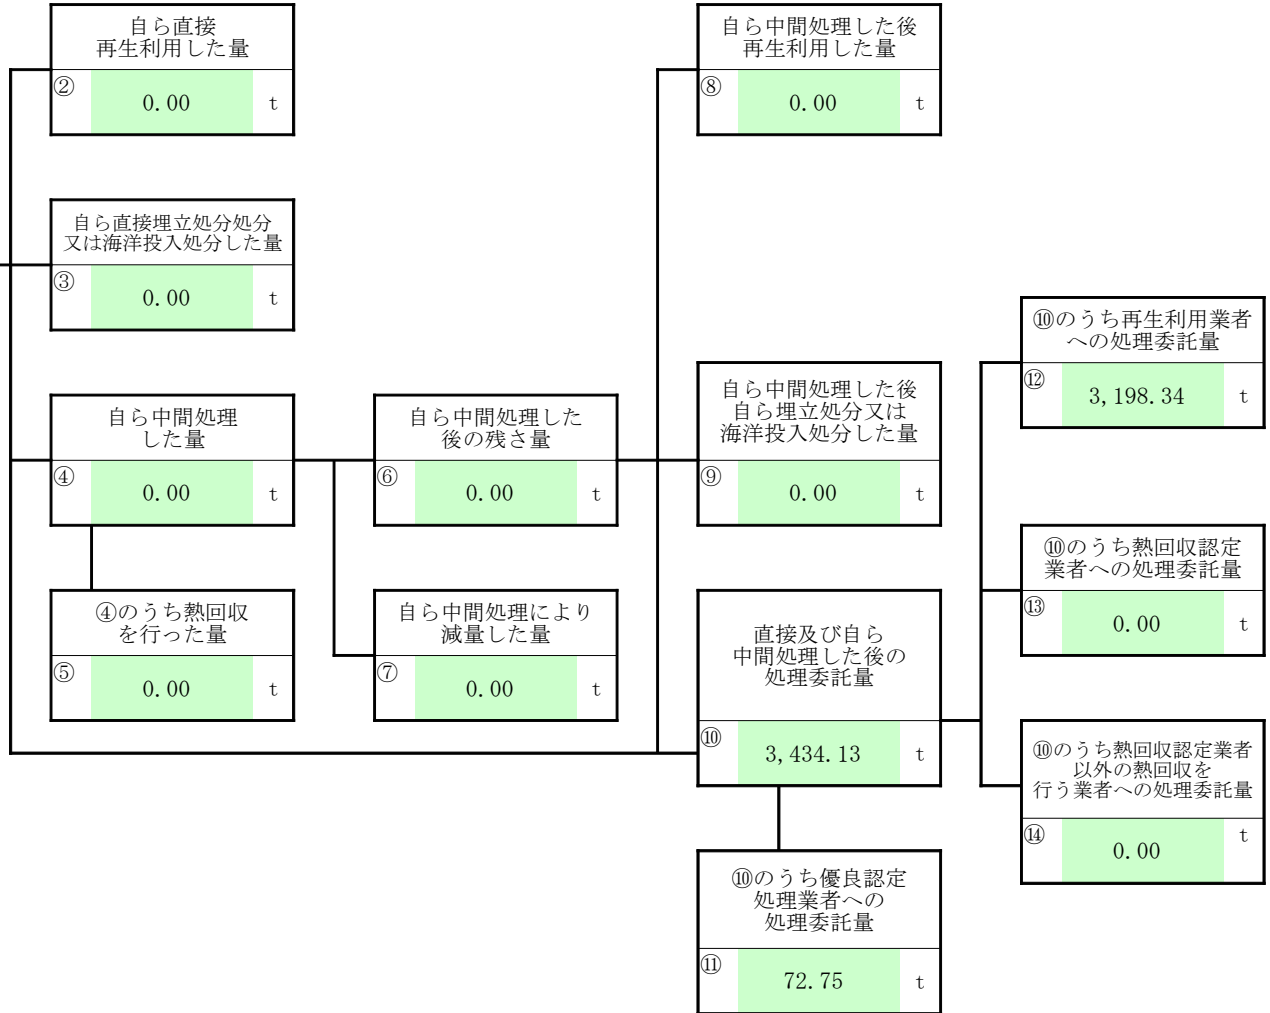 自ら直接
再生利用した量
② 0.00 t
自ら中間処理した後
再生利用した量
⑧ 0.00 t
自ら直接埋立処分処分
又は海洋投入処分した量
③ 0.00 t
⑩のうち再生利用業者
への処理委託量
⑫ 3,198.34 t
自ら中間処理
した量
④ 0.00 t
自ら中間処理した
後の残さ量
⑥ 0.00 t
自ら中間処理した後
自ら埋立処分又は
海洋投入処分した量
⑨ 0.00 t
⑩のうち熱回収認定
業者への処理委託量
⑬ 0.00 t
④のうち熱回収
を行った量
⑤ 0.00 t
自ら中間処理により
減量した量
⑦ 0.00 t
直接及び自ら
中間処理した後の
処理委託量
⑩ 3,434.13 t
⑩のうち熱回収認定業者
以外の熱回収を
行う業者への処理委託量
⑭ 0.00 t
⑩のうち優良認定
処理業者への
処理委託量
⑪ 72.75 t